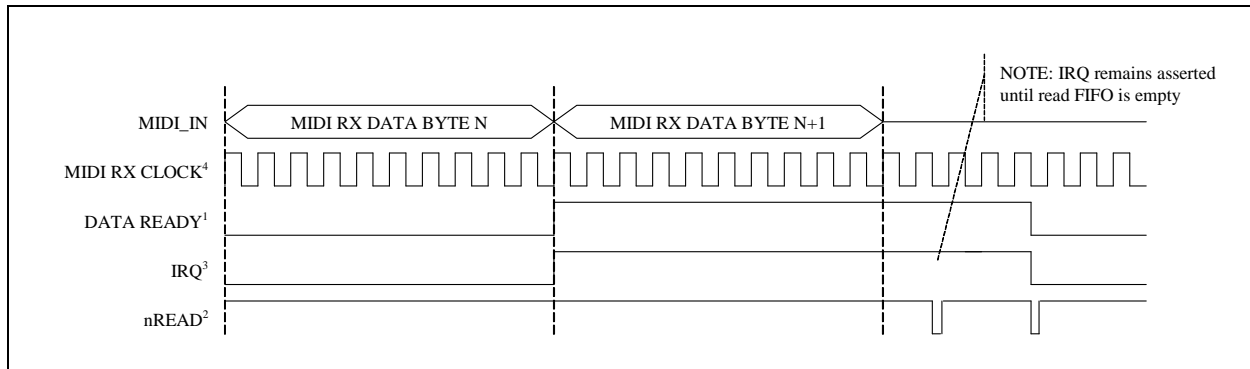 NOTE: IRQ remains asserted
until read FIFO is empty
MIDI_IN
MIDI RX DATA BYTE N
MIDI RX DATA BYTE N+1
MIDI RX CLOCK⁴
DATA READY¹
IRQ³
nREAD²